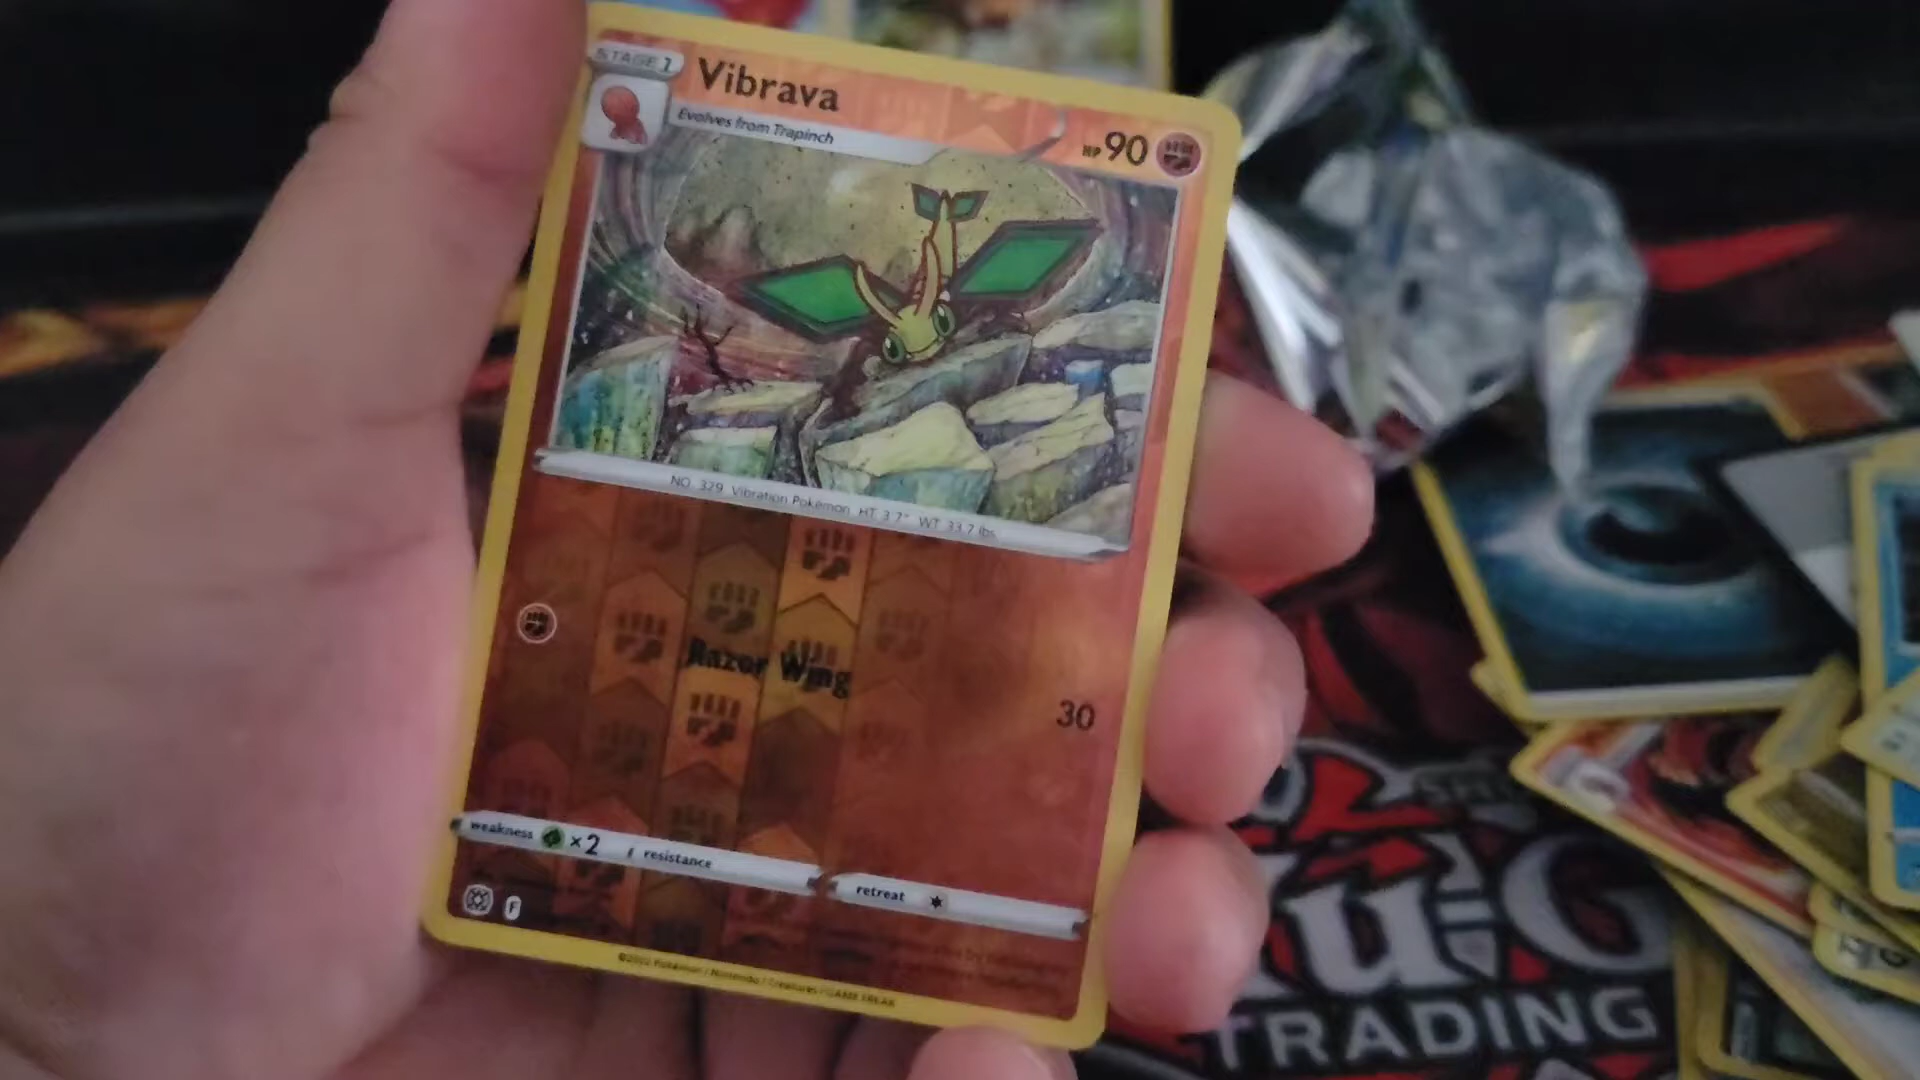 STAGE 1
Vibrava
Evolves from Trapinch
HP 90
NO. 329 Vibration Pokémon HT 3'7" WT 33.7 lbs.
Razor Wing
30
weakness ×2 resistance
retreat
F
©2022 Pokémon / Nintendo / Creatures / GAME FREAK
TRADING